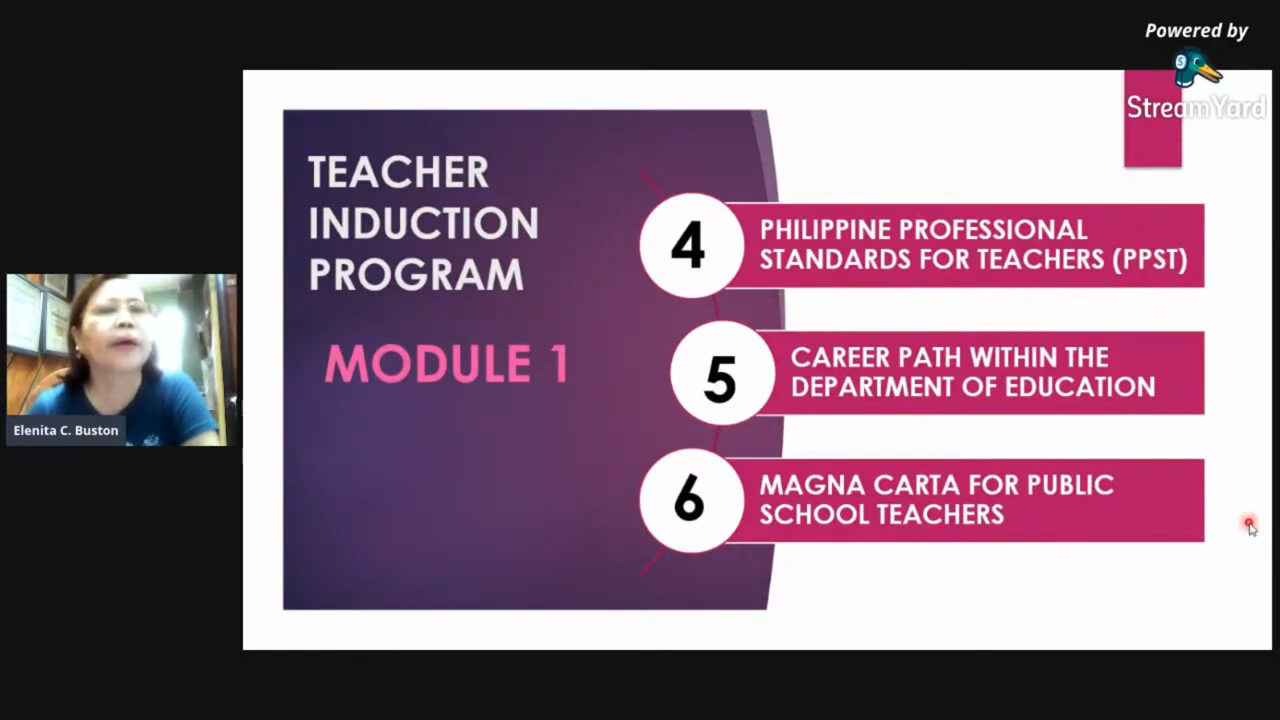 Powered by
StreamYard
TEACHER
INDUCTION
PROGRAM
MODULE 1
4
PHILIPPINE PROFESSIONAL
STANDARDS FOR TEACHERS (PPST)
5
CAREER PATH WITHIN THE
DEPARTMENT OF EDUCATION
6
MAGNA CARTA FOR PUBLIC
SCHOOL TEACHERS
Elenita C. Buston